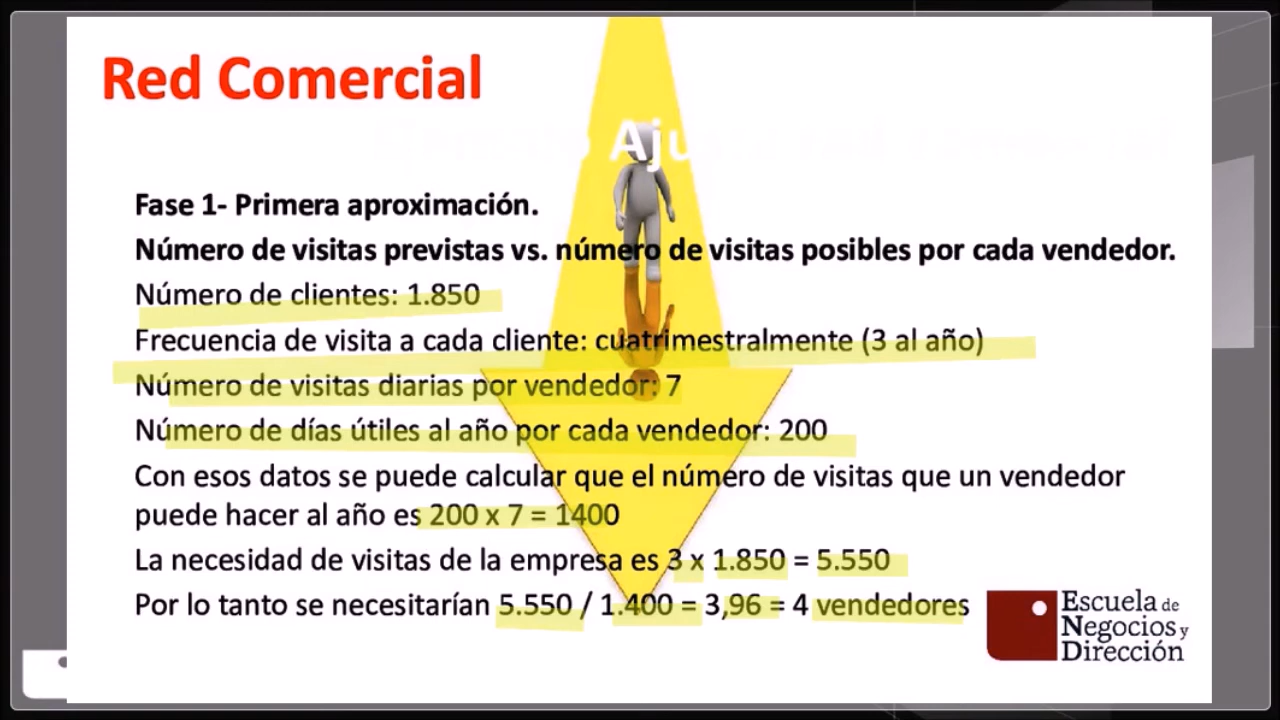 Red Comercial
Aju
Fase 1- Primera aproximación.
Número de visitas previstas vs. número de visitas posibles por cada vendedor.
Número de clientes: 1.850
Frecuencia de visita a cada cliente: cuatrimestralmente (3 al año)
Número de visitas diarias por vendedor: 7
Número de días útiles al año por cada vendedor: 200
Con esos datos se puede calcular que el número de visitas que un vendedor
puede hacer al año es 200 x 7 = 1400
La necesidad de visitas de la empresa es 3 x 1.850 = 5.550
Por lo tanto se necesitarían 5.550 / 1.400 = 3,96 = 4 vendedores
Escuela de
Negocios y
Dirección